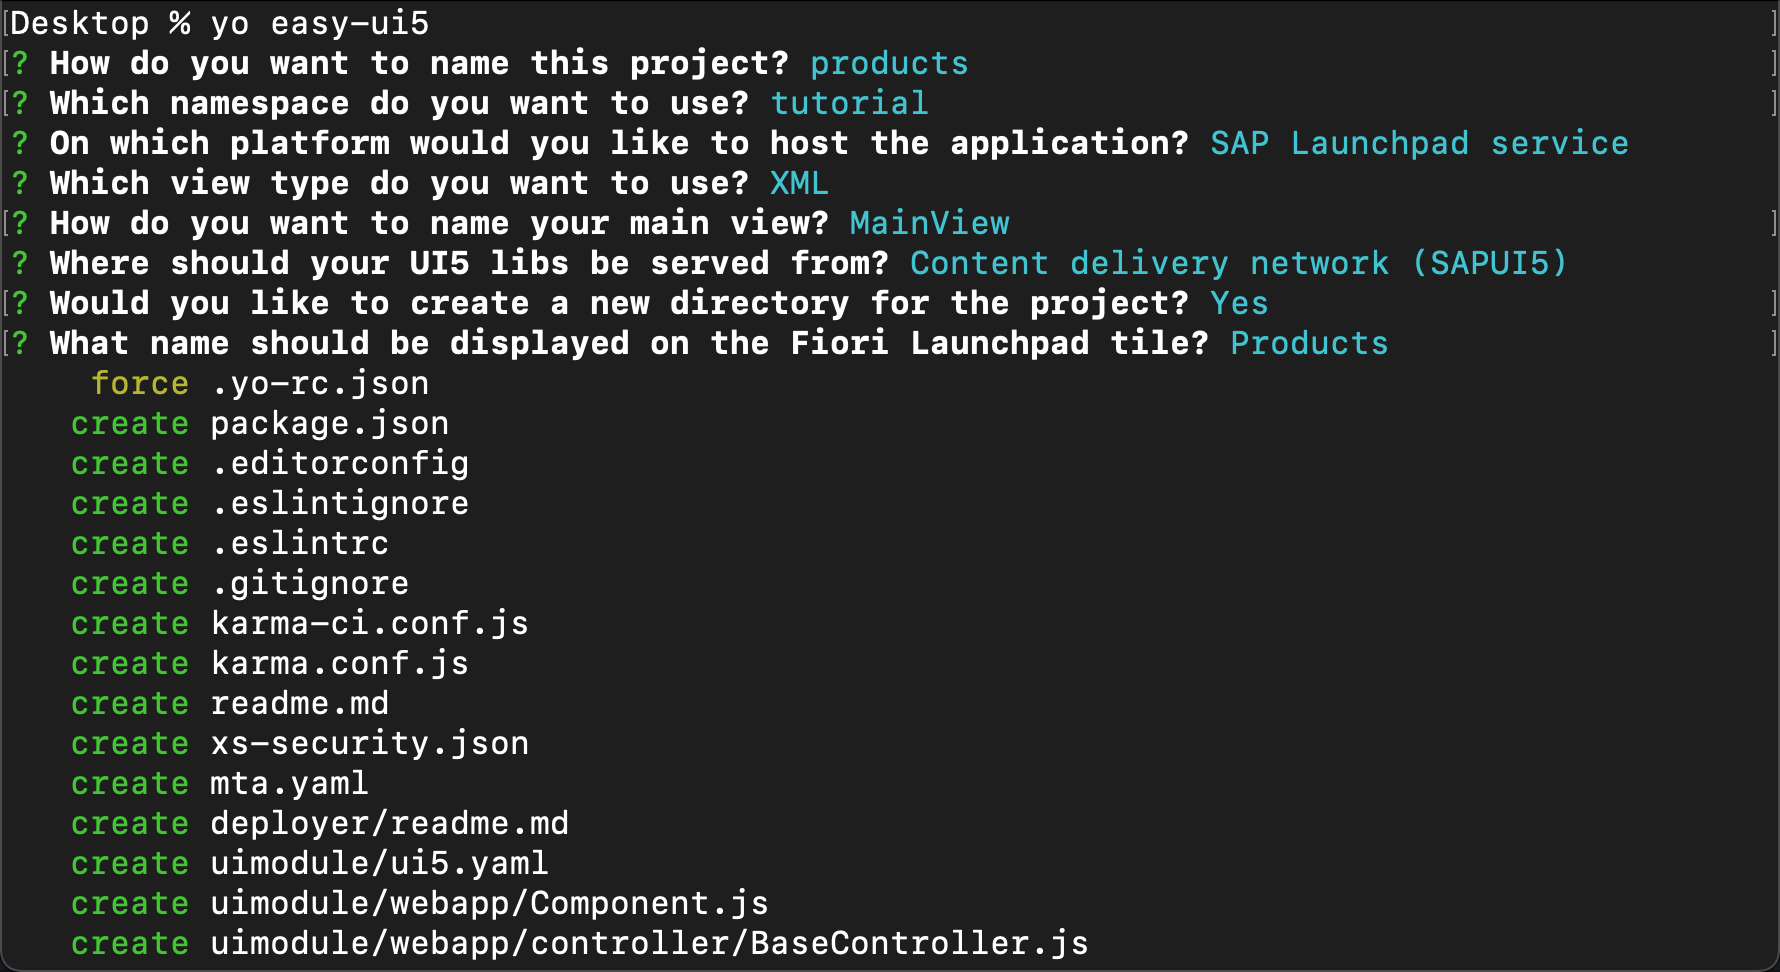 [Desktop % yo easy-ui5 ]
[? How do you want to name this project? products ]
[? Which namespace do you want to use? tutorial ]
? On which platform would you like to host the application? SAP Launchpad service
? Which view type do you want to use? XML
[? How do you want to name your main view? MainView ]
? Where should your UI5 libs be served from? Content delivery network (SAPUI5)
[? Would you like to create a new directory for the project? Yes ]
[? What name should be displayed on the Fiori Launchpad tile? Products ]
force .yo-rc.json
create package.json
create .editorconfig
create .eslintignore
create .eslintrc
create .gitignore
create karma-ci.conf.js
create karma.conf.js
create readme.md
create xs-security.json
create mta.yaml
create deployer/readme.md
create uimodule/ui5.yaml
create uimodule/webapp/Component.js
create uimodule/webapp/controller/BaseController.js